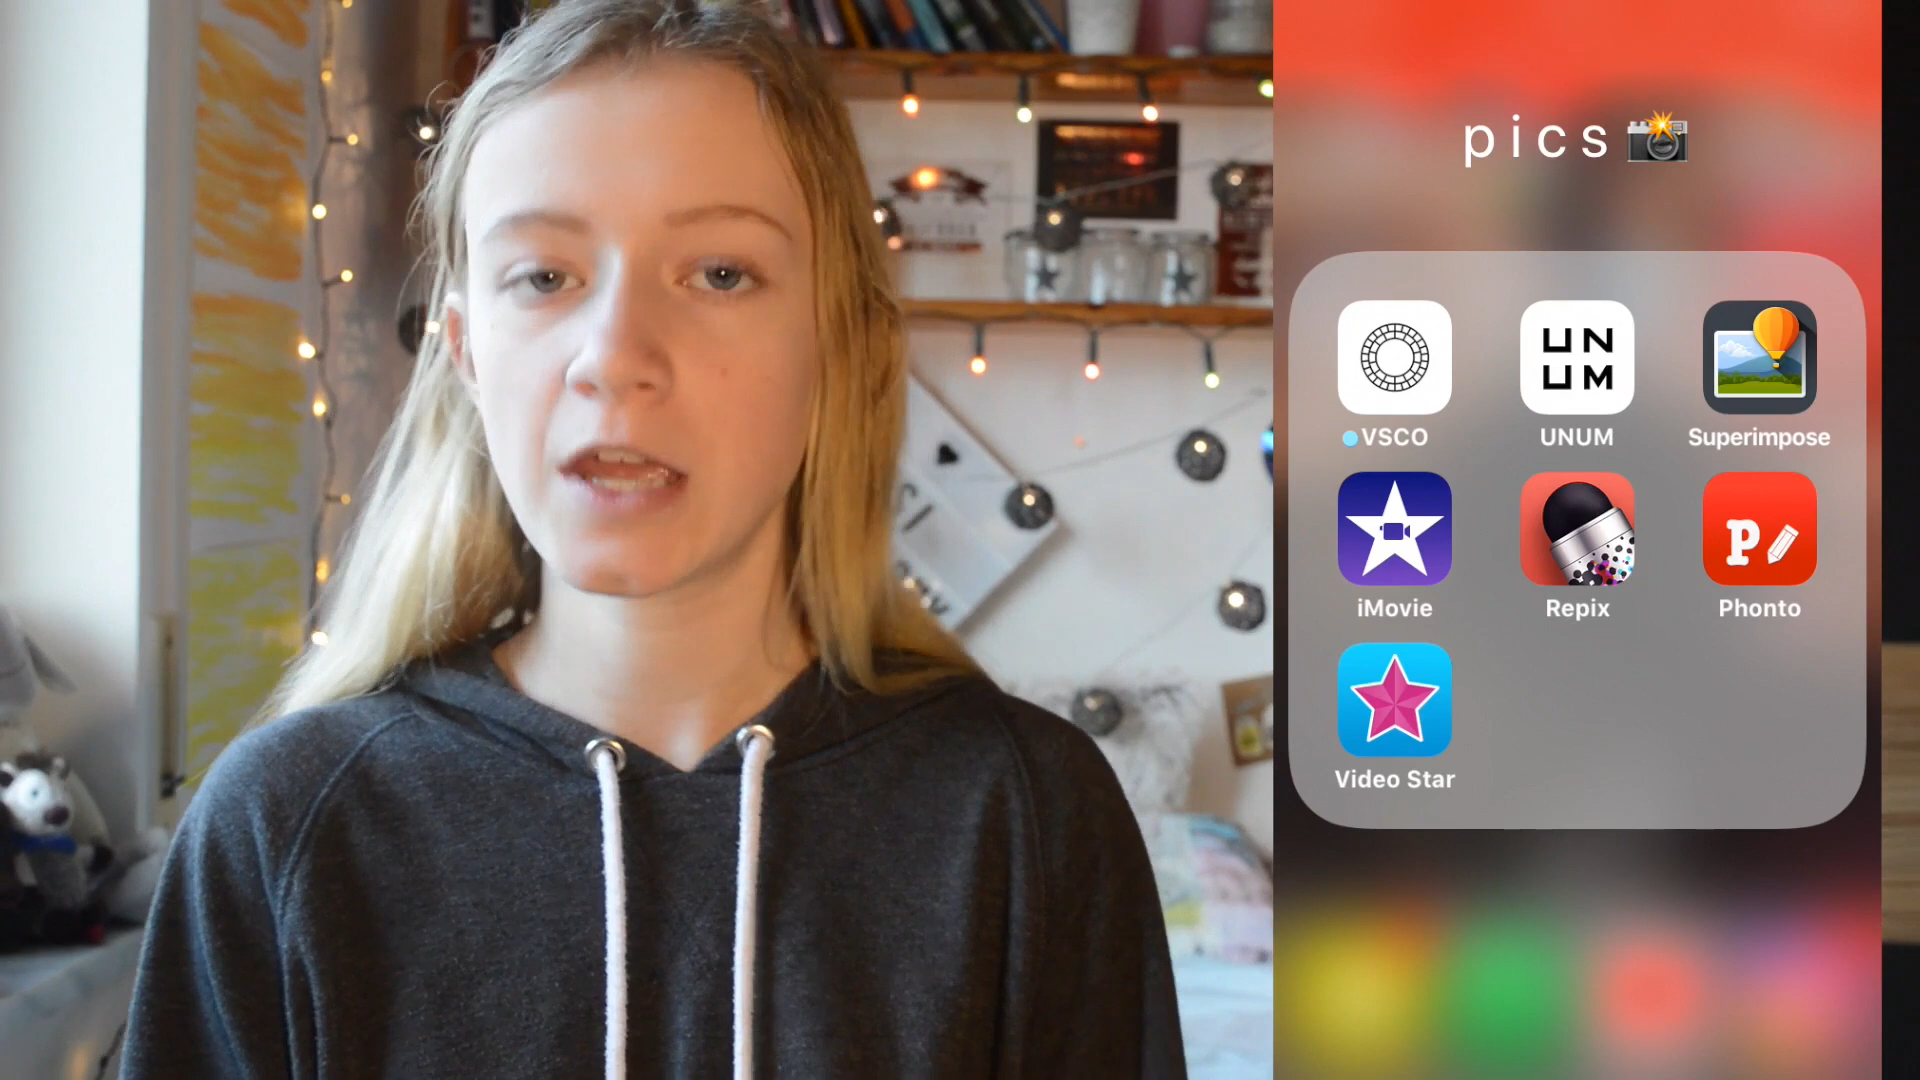 pics
UN
UM
VSCO
UNUM
Superimpose
P
iMovie
Repix
Phonto
Video Star